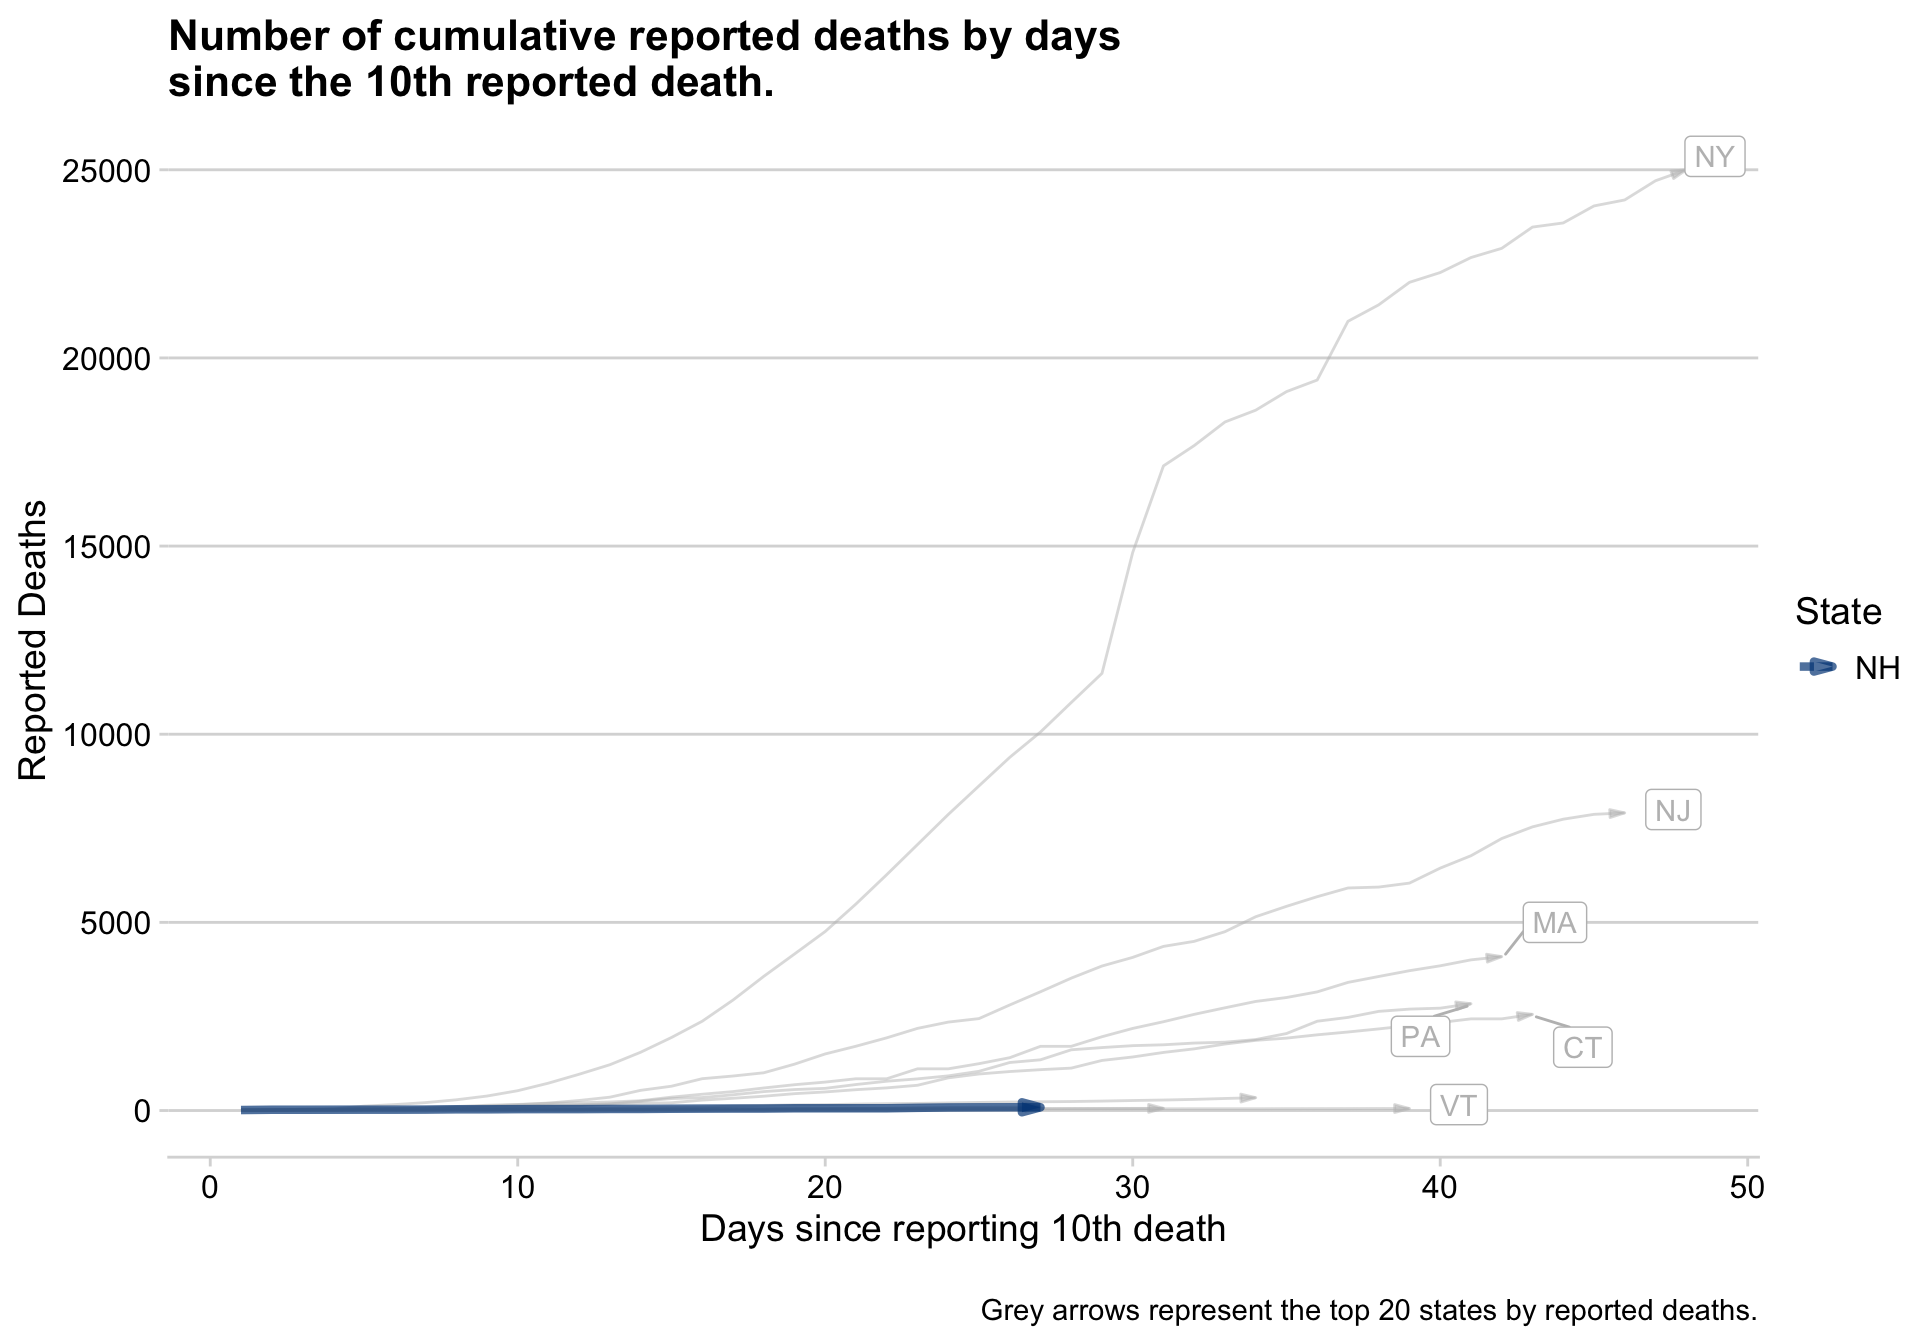 Number of cumulative reported deaths by days
since the 10th reported death.
NY
25000
20000
15000
10000
NJ
5000
MA
PA
CT
VT
0
Reported Deaths
State
NH
0 10 20 30 40 50
Days since reporting 10th death
Grey arrows represent the top 20 states by reported deaths.